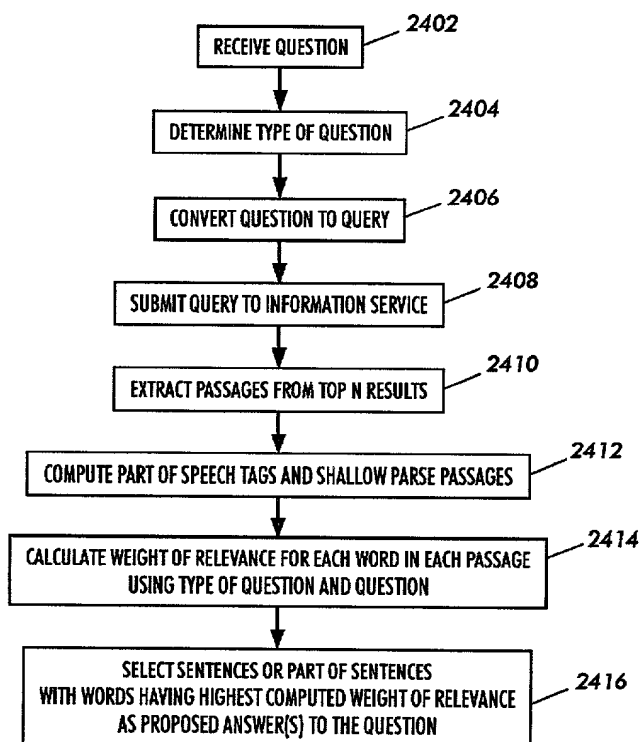 2402
RECEIVE QUESTION
2404
DETERMINE TYPE OF QUESTION
2406
CONVERT QUESTION TO QUERY
2408
SUBMIT QUERY TO INFORMATION SERVICE
2410
EXTRACT PASSAGES FROM TOP N RESULTS
2412
COMPUTE PART OF SPEECH TAGS AND SHALLOW PARSE PASSAGES
2414
CALCULATE WEIGHT OF RELEVANCE FOR EACH WORD IN EACH PASSAGE
USING TYPE OF QUESTION AND QUESTION
SELECT SENTENCES OR PART OF SENTENCES
WITH WORDS HAVING HIGHEST COMPUTED WEIGHT OF RELEVANCE
2416
AS PROPOSED ANSWER(S) TO THE QUESTION